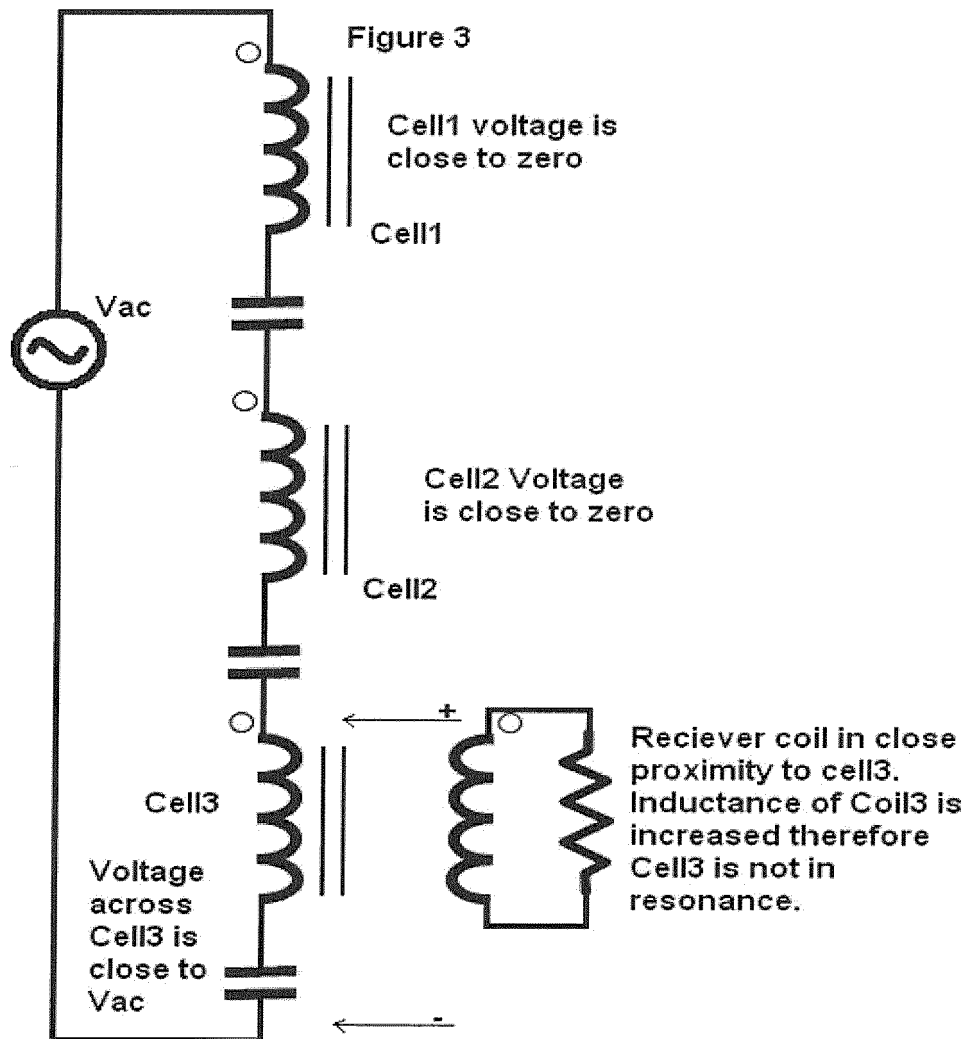 Figure 3
Cell1 voltage is
close to zero
Cell1
Vac
Cell2 Voltage
is close to zero
Cell2
+
Cell3
Reciever coil in close
proximity to cell3.
Inductance of Coil3 is
increased therefore
Cell3 is not in
resonance.
Voltage
across
Cell3 is
close to
Vac
-